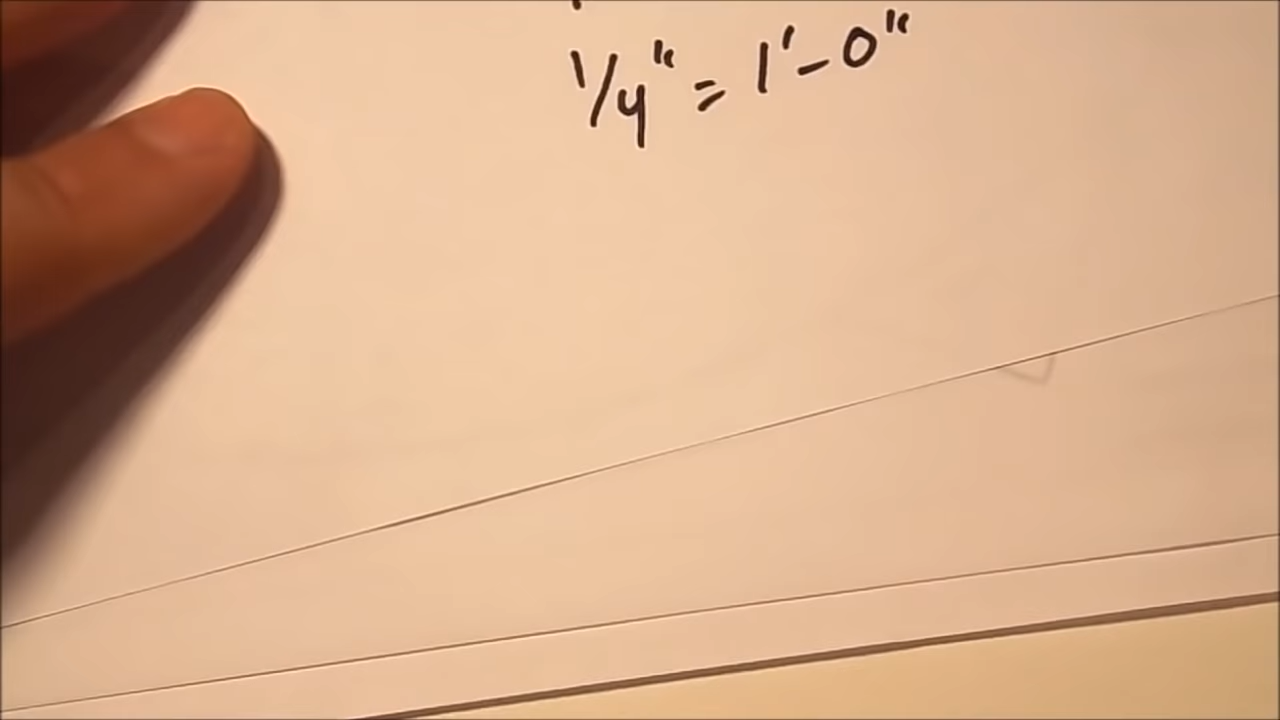 1/4" = 1'-0"